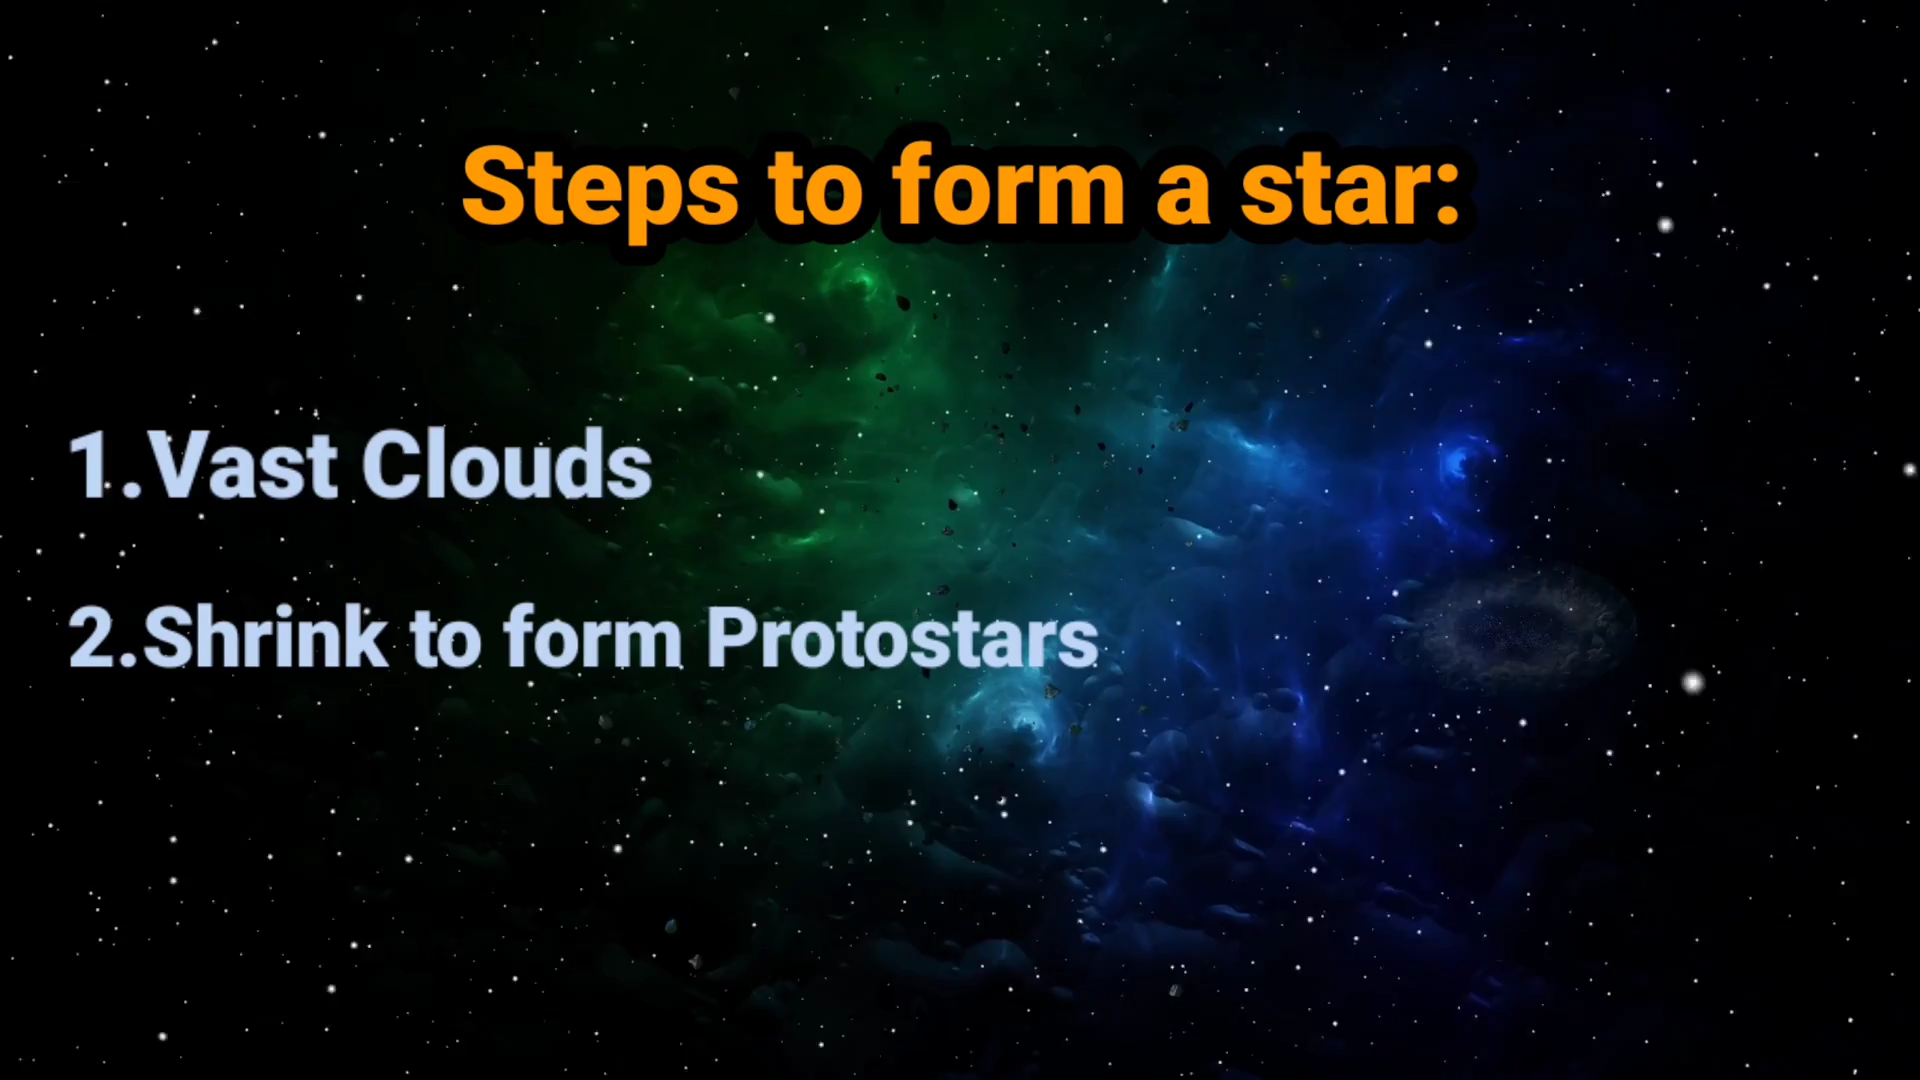 Steps to form a star:
1.Vast Clouds
2.Shrink to form Protostars